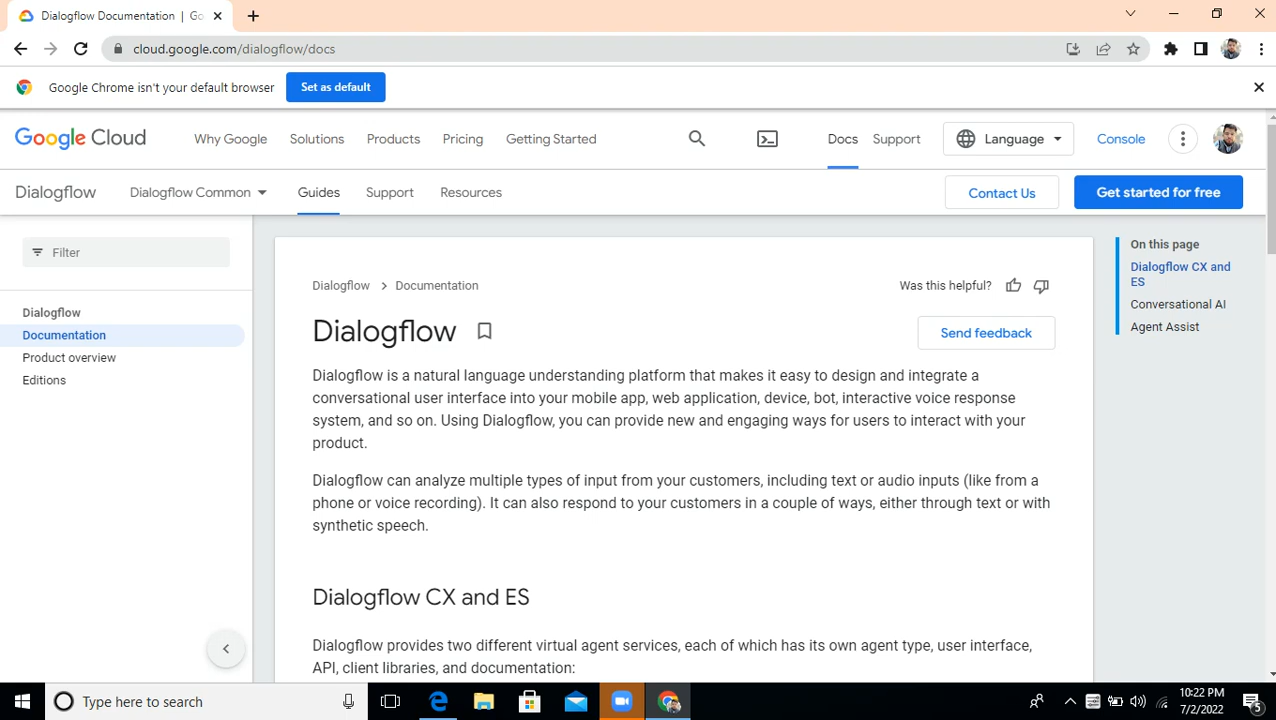 Dialogflow Documentation | Go
cloud.google.com/dialogflow/docs
Google Chrome isn't your default browser Set as default
Google Cloud Why Google Solutions Products Pricing Getting Started Docs Support Language Console
Dialogflow Dialogflow Common Guides Support Resources Contact Us Get started for free
Filter
Dialogflow
Documentation
Product overview
Editions
Dialogflow Documentation
Was this helpful?
Dialogflow
Send feedback
Dialogflow is a natural language understanding platform that makes it easy to design and integrate a
conversational user interface into your mobile app, web application, device, bot, interactive voice response
system, and so on. Using Dialogflow, you can provide new and engaging ways for users to interact with your
product.
Dialogflow can analyze multiple types of input from your customers, including text or audio inputs (like from a
phone or voice recording). It can also respond to your customers in a couple of ways, either through text or with
synthetic speech.
Dialogflow CX and ES
Dialogflow provides two different virtual agent services, each of which has its own agent type, user interface,
API, client libraries, and documentation:
On this page
Dialogflow CX and
ES
Conversational AI
Agent Assist
Type here to search
10:22 PM
7/2/2022
5